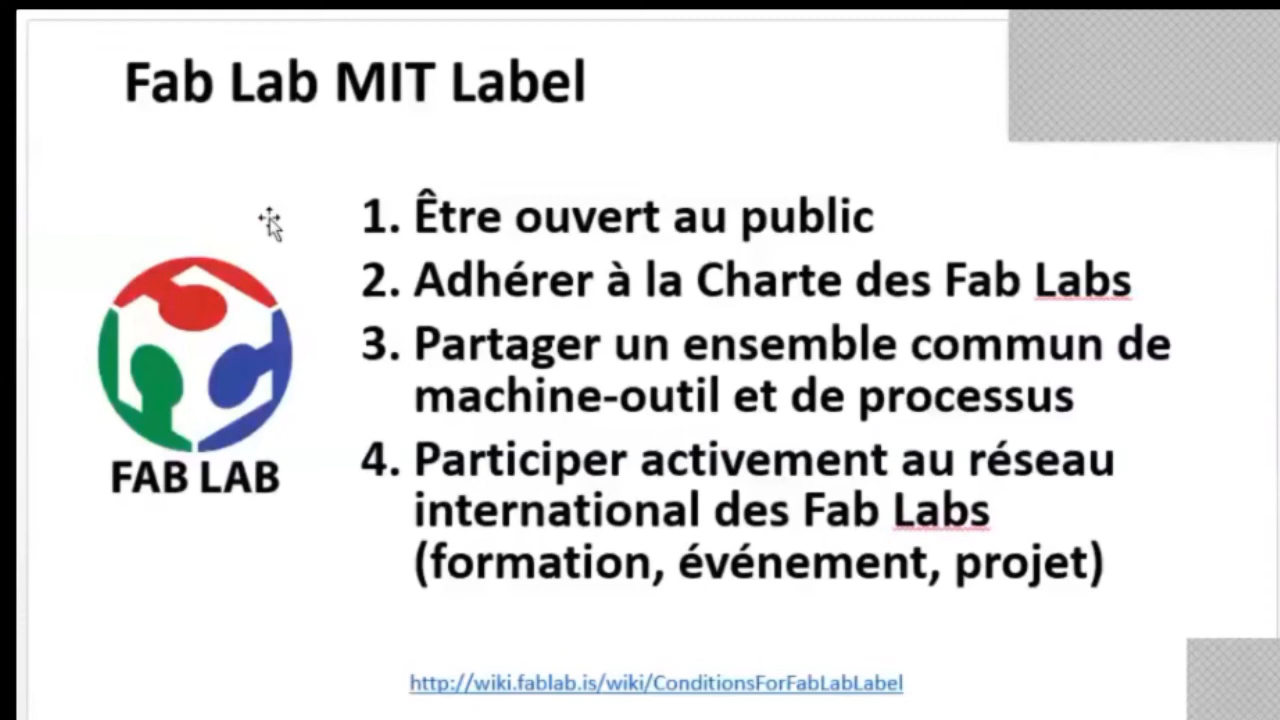 Fab Lab MIT Label
1. Être ouvert au public
2. Adhérer à la Charte des Fab Labs
3. Partager un ensemble commun de
machine-outil et de processus
4. Participer activement au réseau
international des Fab Labs
(formation, événement, projet)
FAB LAB
http://wiki.fablab.is/wiki/ConditionsForFabLabLabel